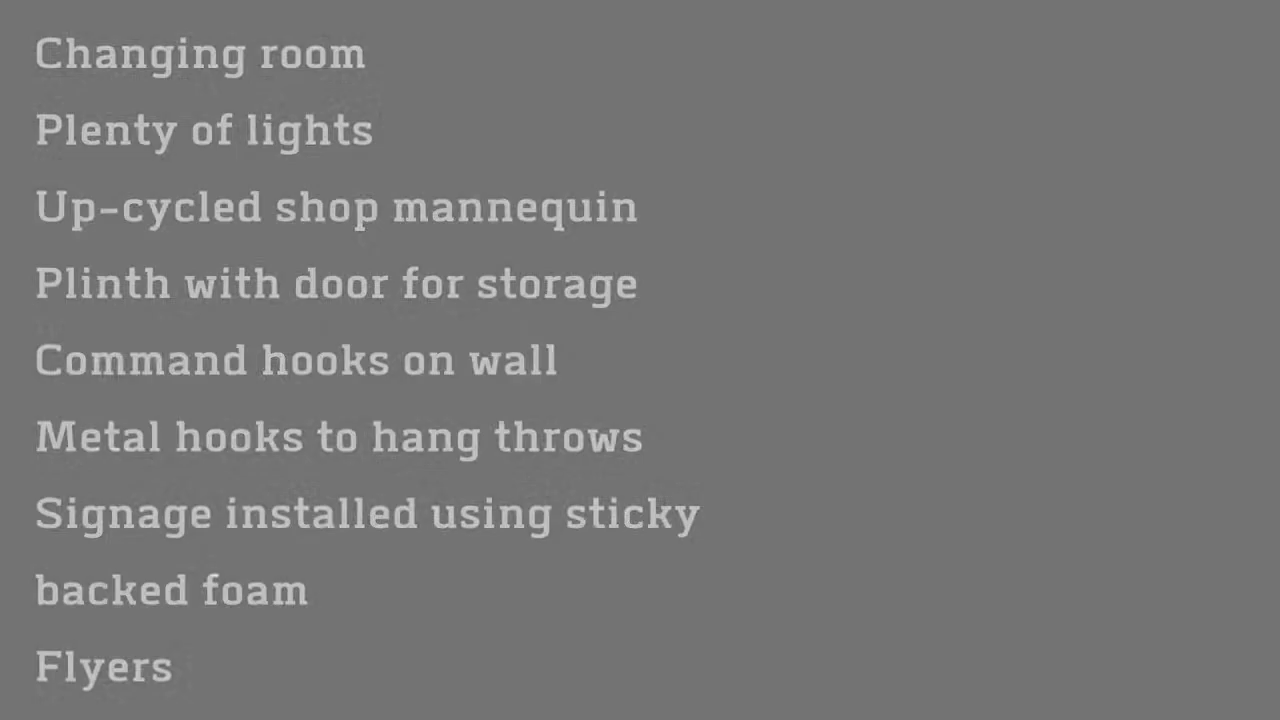 Changing room
Plenty of lights
Up-cycled shop mannequin
Plinth with door for storage
Command hooks on wall
Metal hooks to hang throws
Signage installed using sticky
backed foam
Flyers